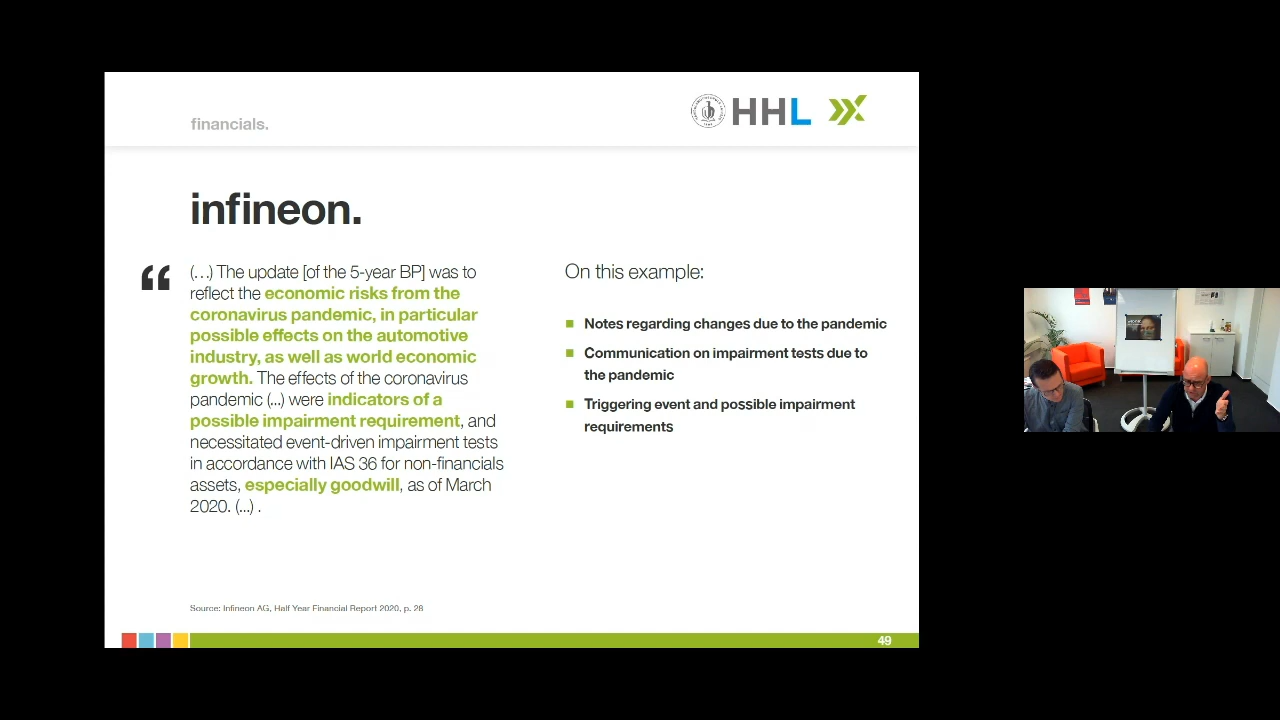 financials.
HHL
infineon.
“
(…) The update [of the 5-year BP] was to
reflect the economic risks from the
coronavirus pandemic, in particular
possible effects on the automotive
industry, as well as world economic
growth. The effects of the coronavirus
pandemic (...) were indicators of a
possible impairment requirement, and
necessitated event-driven impairment tests
in accordance with IAS 36 for non-financials
assets, especially goodwill, as of March
2020. (...) .
On this example:
Notes regarding changes due to the pandemic
Communication on impairment tests due to
the pandemic
Triggering event and possible impairment
requirements
Source: Infineon AG, Half Year Financial Report 2020, p. 28
49